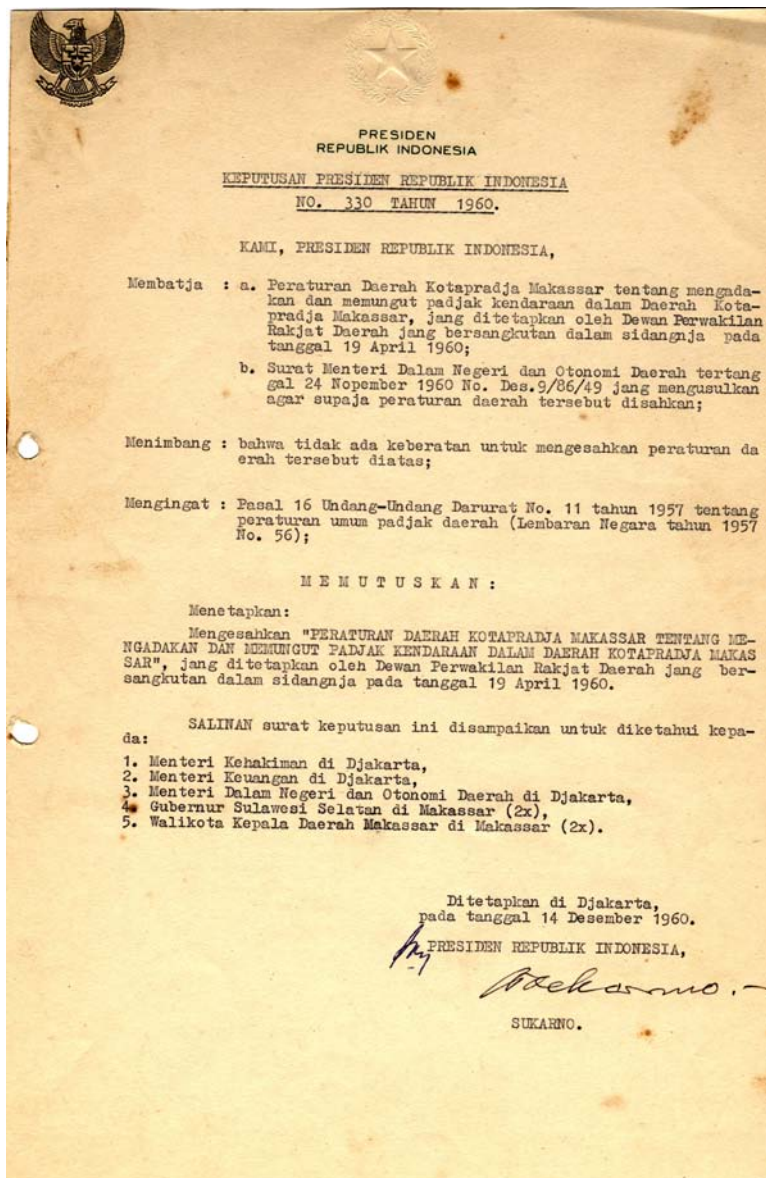 PRESIDEN
REPUBLIK INDONESIA
KEPUTUSAN PRESIDEN REPUBLIK INDONESIA
NO. 330 TAHUN 1960.
KAMI, PRESIDEN REPUBLIK INDONESIA,
Membatja : a. Peraturan Daerah Kotapradja Makassar tentang mengada-
kan dan memungut padjak kendaraan dalam Daerah Kota-
pradja Makassar, jang ditetapkan oleh Dewan Perwakilan
Rakjat Daerah jang bersangkutan dalam sidangnja pada
tanggal 19 April 1960;
b. Surat Menteri Dalam Negeri dan Otonomi Daerah tertang
gal 24 Nopember 1960 No. Des.9/86/49 jang mengusulkan
agar supaja peraturan daerah tersebut disahkan;
Menimbang : bahwa tidak ada keberatan untuk mengesahkan peraturan da
erah tersebut diatas;
Mengingat : Pasal 16 Undang-Undang Darurat No. 11 tahun 1957 tentang
peraturan umum padjak daerah (Lembaran Negara tahun 1957
No. 56);
M E M U T U S K A N :
Menetapkan:
Mengesahkan "PERATURAN DAERAH KOTAPRADJA MAKASSAR TENTANG ME-
NGADAKAN DAN MEMUNGUT PADJAK KENDARAAN DALAM DAERAH KOTAPRADJA MAKAS
SAR", jang ditetapkan oleh Dewan Perwakilan Rakjat Daerah jang ber-
sangkutan dalam sidangnja pada tanggal 19 April 1960.
SALINAN surat keputusan ini disampaikan untuk diketahui kepa-
da:
1. Menteri Kehakiman di Djakarta,
2. Menteri Keuangan di Djakarta,
3. Menteri Dalam Negeri dan Otonomi Daerah di Djakarta,
4. Gubernur Sulawesi Selatan di Makassar (2x),
5. Walikota Kepala Daerah Makassar di Makassar (2x).
Ditetapkan di Djakarta,
pada tanggal 14 Desember 1960.
PRESIDEN REPUBLIK INDONESIA,
Soekarno.-
SUKARNO.